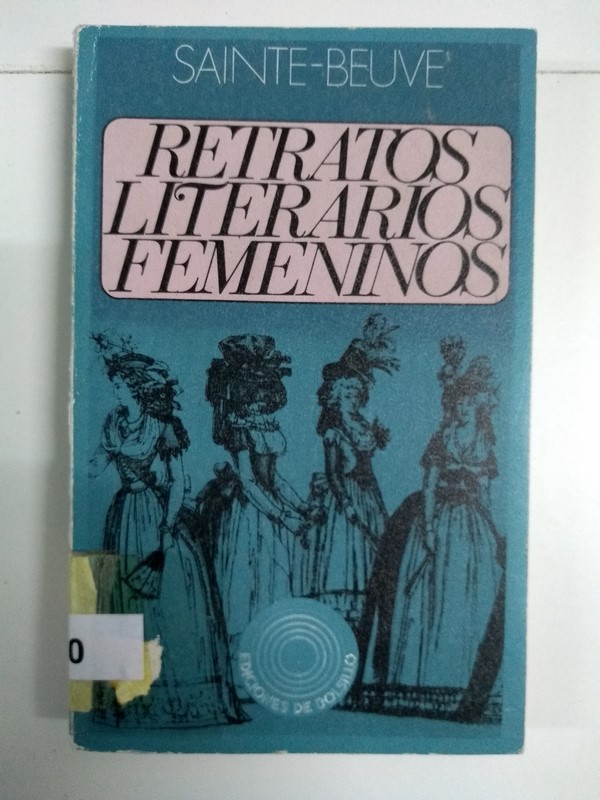 SAINTE-BEUVE
RETRATOS
LITERARIOS
FEMENINOS
0
EDICIONES DE BOLSILLO